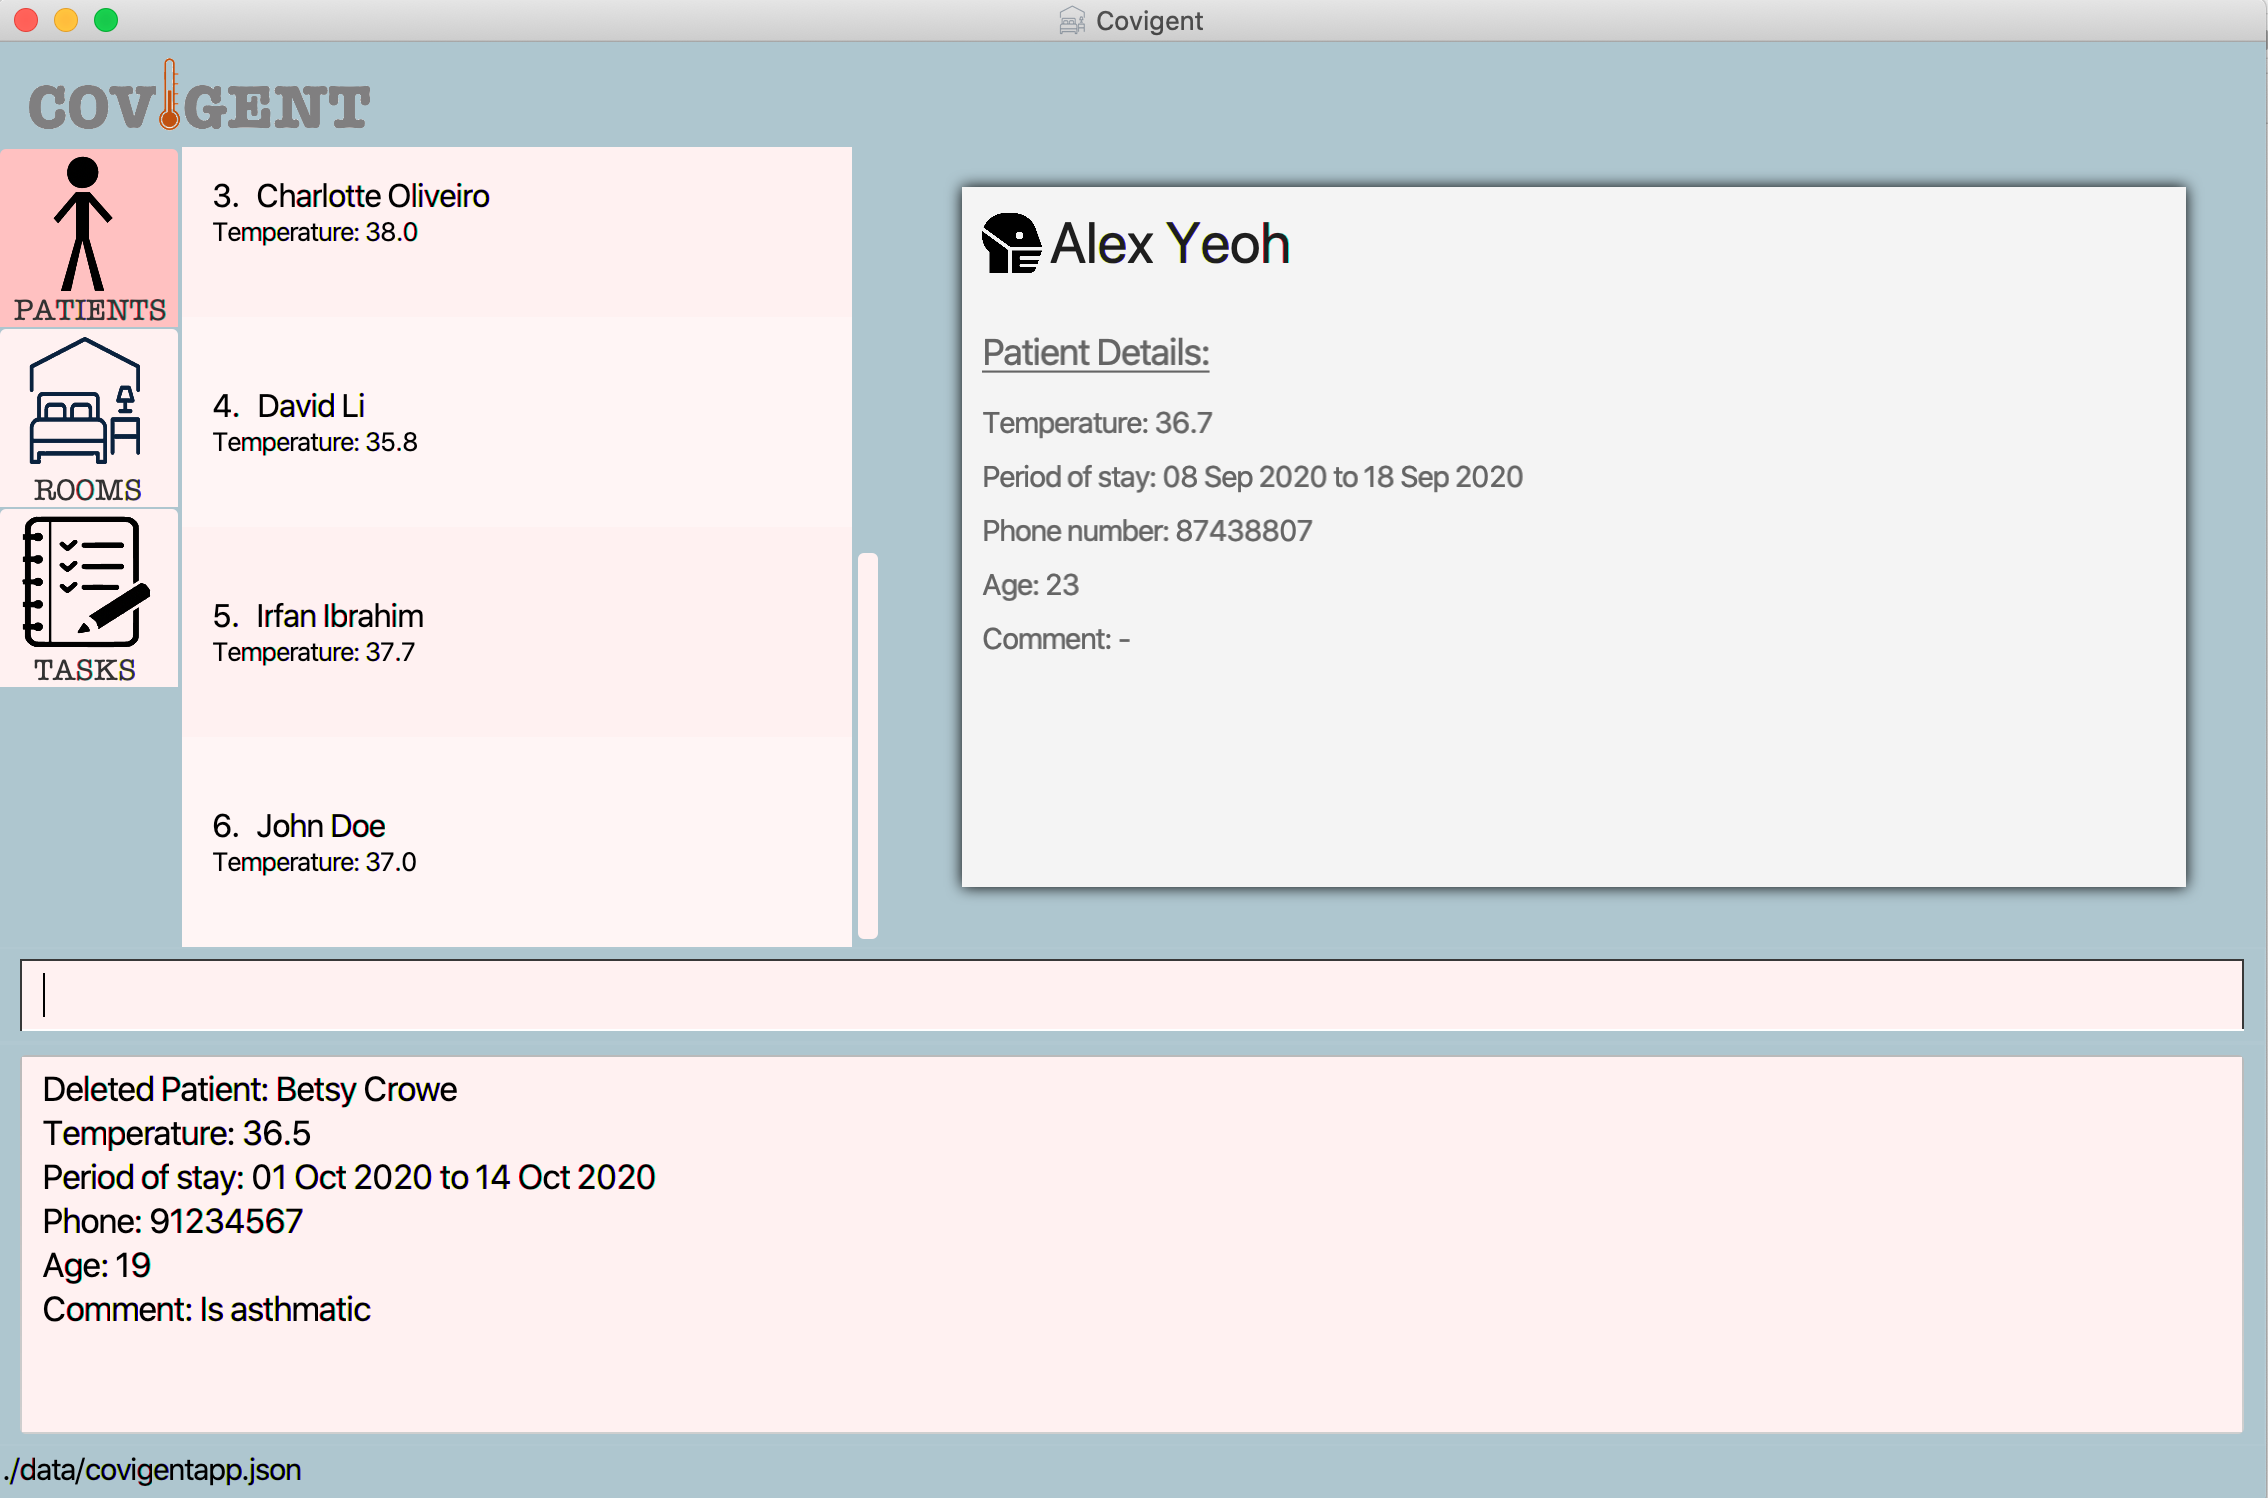 Covigent
COVIGENT
PATIENTS
ROOMS
TASKS
3. Charlotte Oliveiro
Temperature: 38.0
4. David Li
Temperature: 35.8
5. Irfan Ibrahim
Temperature: 37.7
6. John Doe
Temperature: 37.0
Alex Yeoh
Patient Details:
Temperature: 36.7
Period of stay: 08 Sep 2020 to 18 Sep 2020
Phone number: 87438807
Age: 23
Comment: -
Deleted Patient: Betsy Crowe
Temperature: 36.5
Period of stay: 01 Oct 2020 to 14 Oct 2020
Phone: 91234567
Age: 19
Comment: Is asthmatic
./data/covigentapp.json